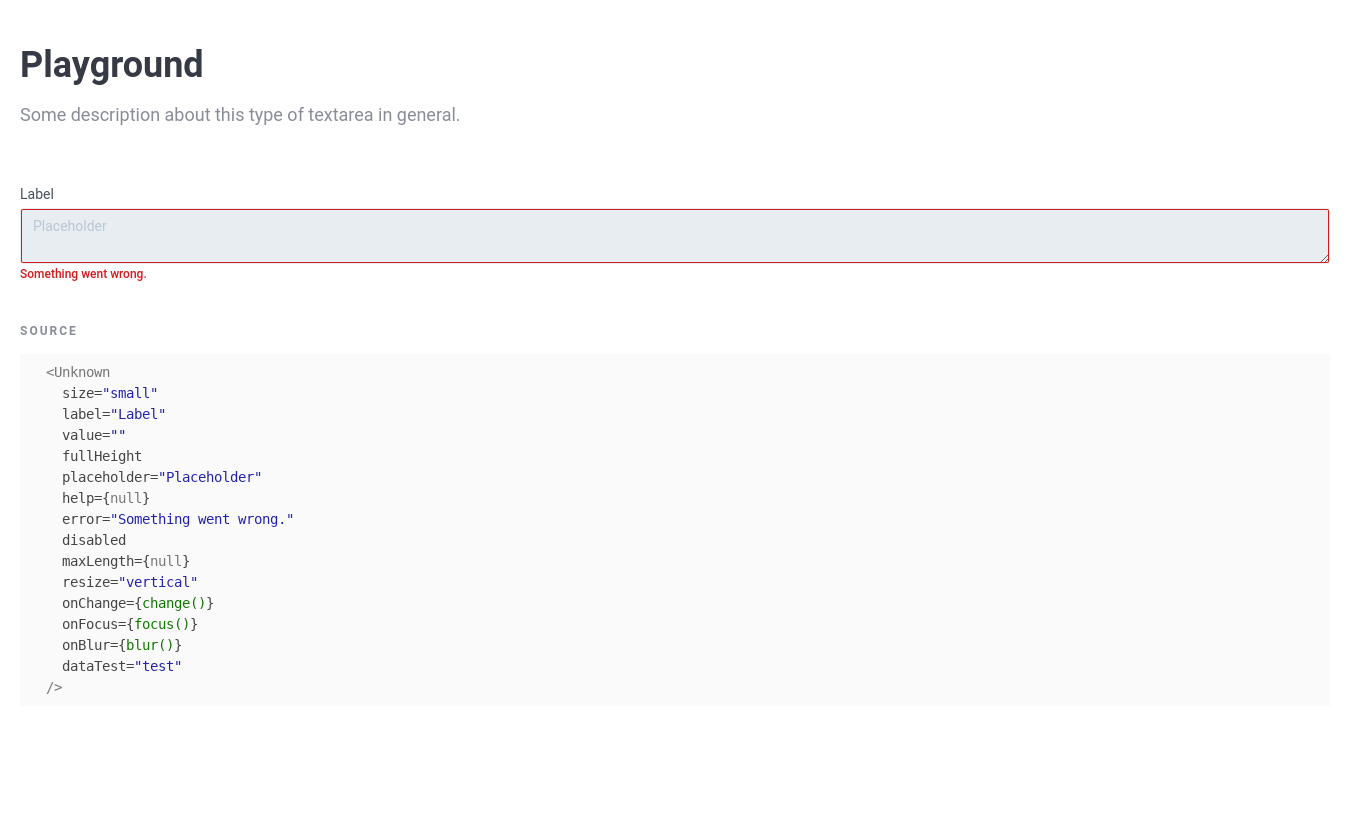 Playground
Some description about this type of textarea in general.
Label
Placeholder
Something went wrong.
SOURCE
<Unknown
  size="small"
  label="Label"
  value=""
  fullHeight
  placeholder="Placeholder"
  help={null}
  error="Something went wrong."
  disabled
  maxLength={null}
  resize="vertical"
  onChange={change()}
  onFocus={focus()}
  onBlur={blur()}
  dataTest="test"
/>